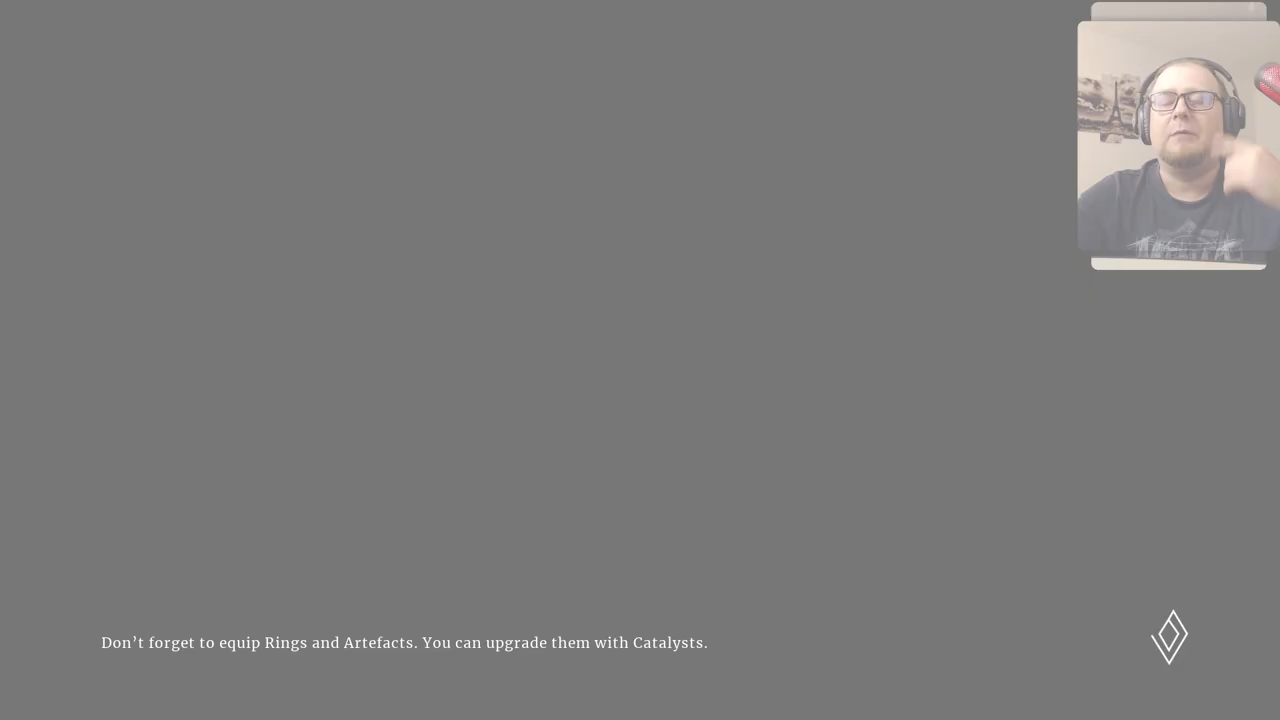 Don’t forget to equip Rings and Artefacts. You can upgrade them with Catalysts.